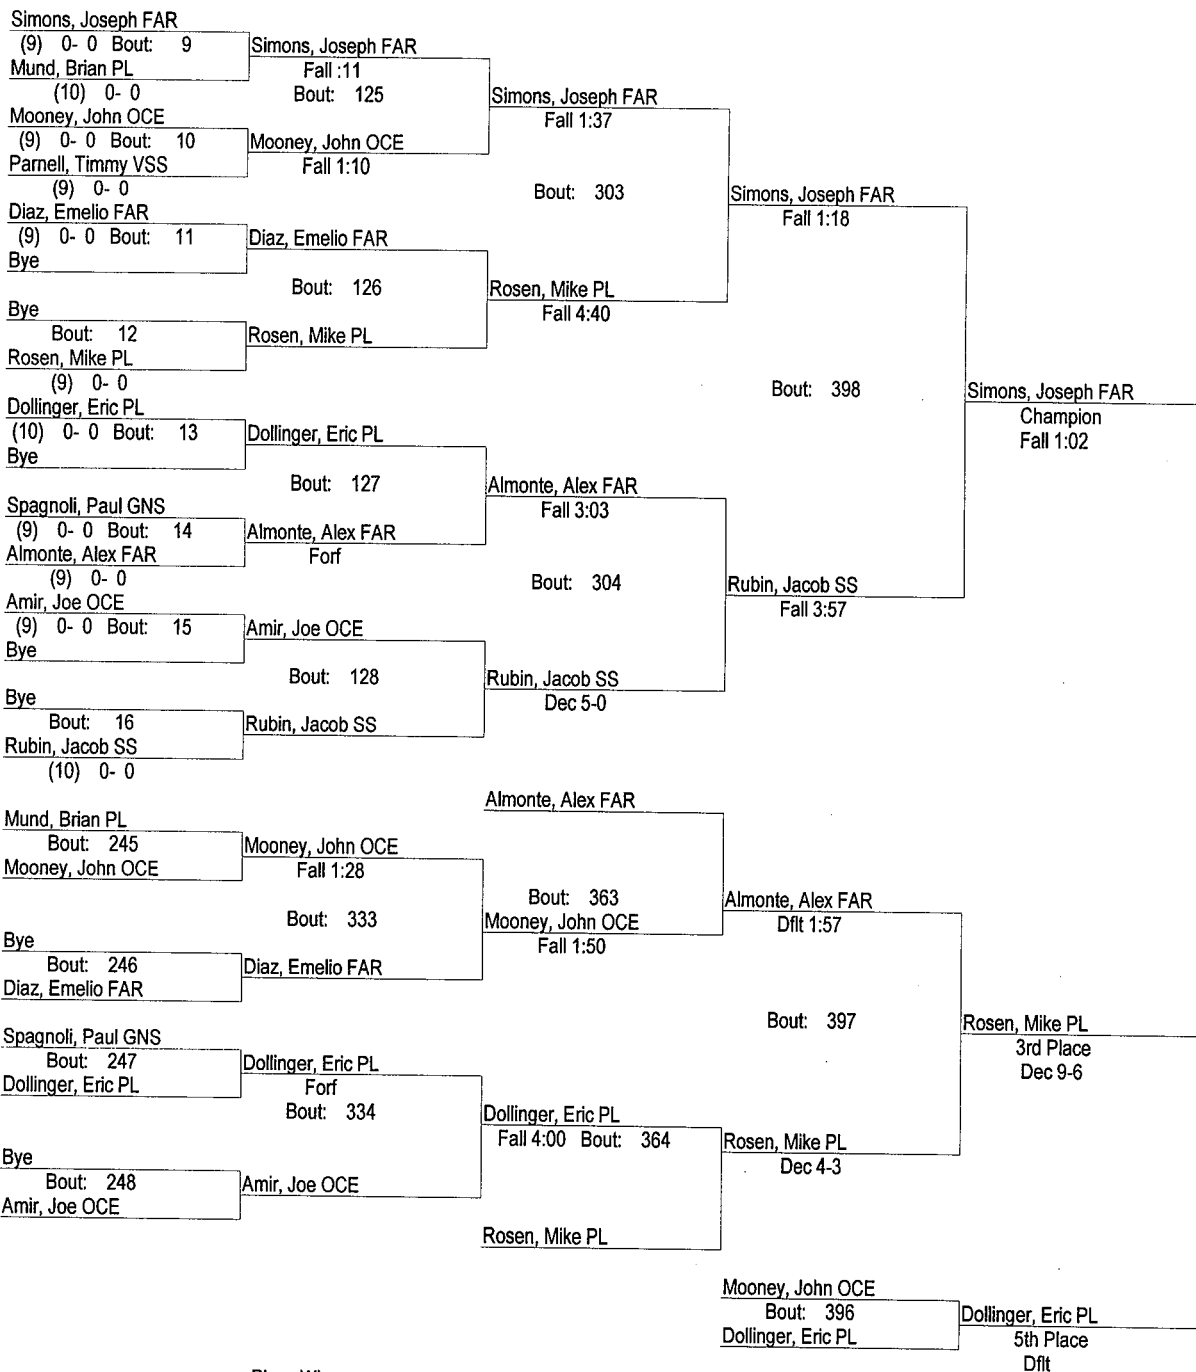 Simons, Joseph FAR
(9) 0- 0 Bout: 9
Mund, Brian PL
(10) 0- 0
Mooney, John OCE
(9) 0- 0 Bout: 10
Parnell, Timmy VSS
(9) 0- 0
Diaz, Emelio FAR
(9) 0- 0 Bout: 11
Bye
Bye
Bout: 12
Rosen, Mike PL
(9) 0- 0
Dollinger, Eric PL
(10) 0- 0 Bout: 13
Bye
Spagnoli, Paul GNS
(9) 0- 0 Bout: 14
Almonte, Alex FAR
(9) 0- 0
Amir, Joe OCE
(9) 0- 0 Bout: 15
Bye
Bye
Bout: 16
Rubin, Jacob SS
(10) 0- 0
Simons, Joseph FAR
Fall :11
Bout: 125
Mooney, John OCE
Fall 1:10
Diaz, Emelio FAR
Bout: 126
Rosen, Mike PL
Dollinger, Eric PL
Bout: 127
Almonte, Alex FAR
Forf
Amir, Joe OCE
Bout: 128
Rubin, Jacob SS
Simons, Joseph FAR
Fall 1:37
Bout: 303
Rosen, Mike PL
Fall 4:40
Almonte, Alex FAR
Fall 3:03
Bout: 304
Rubin, Jacob SS
Dec 5-0
Simons, Joseph FAR
Fall 1:18
Bout: 398
Rubin, Jacob SS
Fall 3:57
Simons, Joseph FAR
Champion
Fall 1:02
Mund, Brian PL
Bout: 245
Mooney, John OCE
Bye
Bout: 246
Diaz, Emelio FAR
Spagnoli, Paul GNS
Bout: 247
Dollinger, Eric PL
Bye
Bout: 248
Amir, Joe OCE
Mooney, John OCE
Fall 1:28
Bout: 333
Diaz, Emelio FAR
Dollinger, Eric PL
Forf
Bout: 334
Amir, Joe OCE
Almonte, Alex FAR
Bout: 363
Mooney, John OCE
Fall 1:50
Dollinger, Eric PL
Fall 4:00 Bout: 364
Rosen, Mike PL
Almonte, Alex FAR
Dflt 1:57
Bout: 397
Rosen, Mike PL
Dec 4-3
Rosen, Mike PL
3rd Place
Dec 9-6
Mooney, John OCE
Bout: 396
Dollinger, Eric PL
Dollinger, Eric PL
5th Place
Dflt